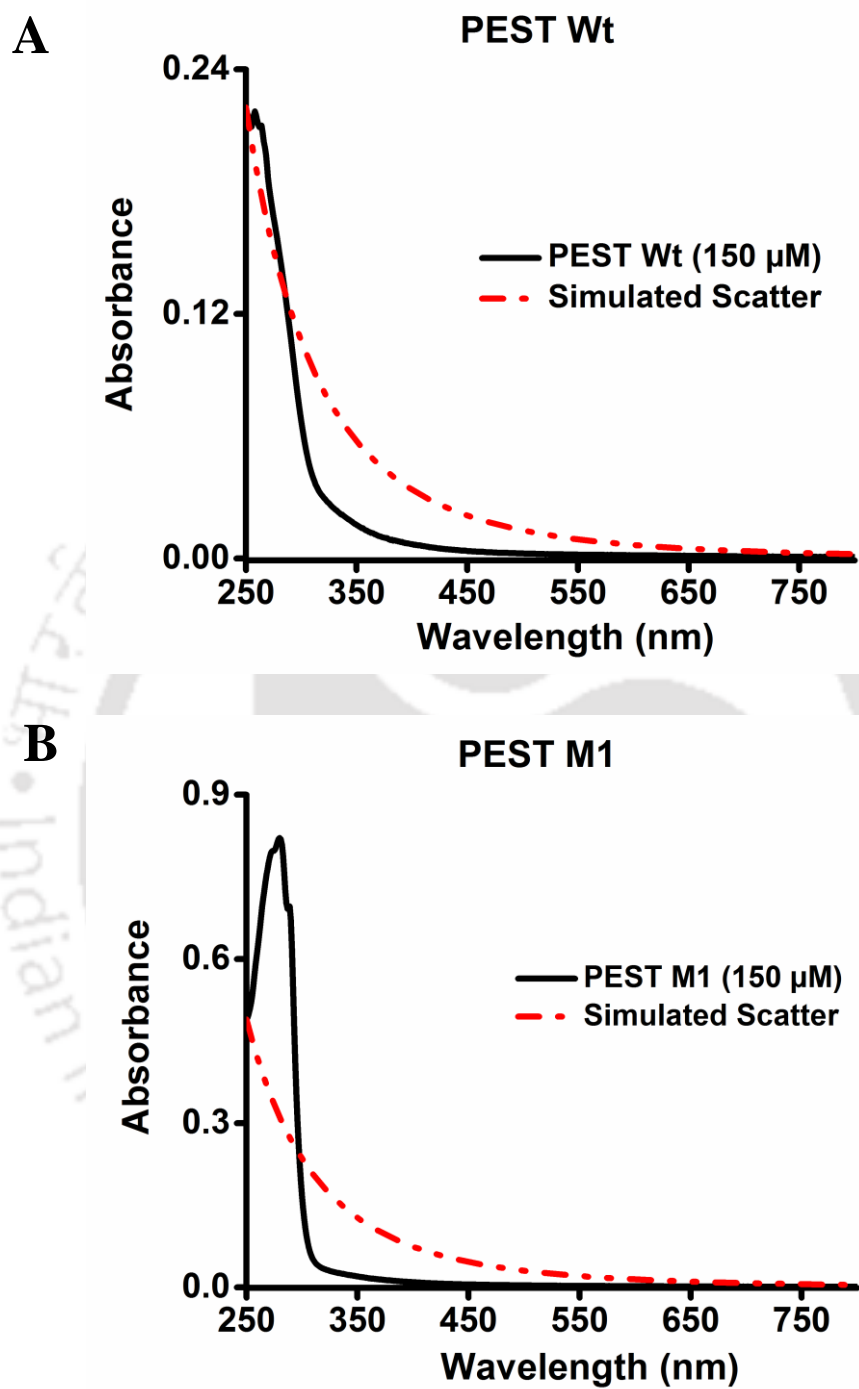 A
PEST Wt
0.24
0.12
0.00
Absorbance
PEST Wt (150 μM)
Simulated Scatter
250 350 450 550 650 750
Wavelength (nm)
B
PEST M1
0.9
0.6
0.3
0.0
Absorbance
PEST M1 (150 μM)
Simulated Scatter
250 350 450 550 650 750
Wavelength (nm)
Indian